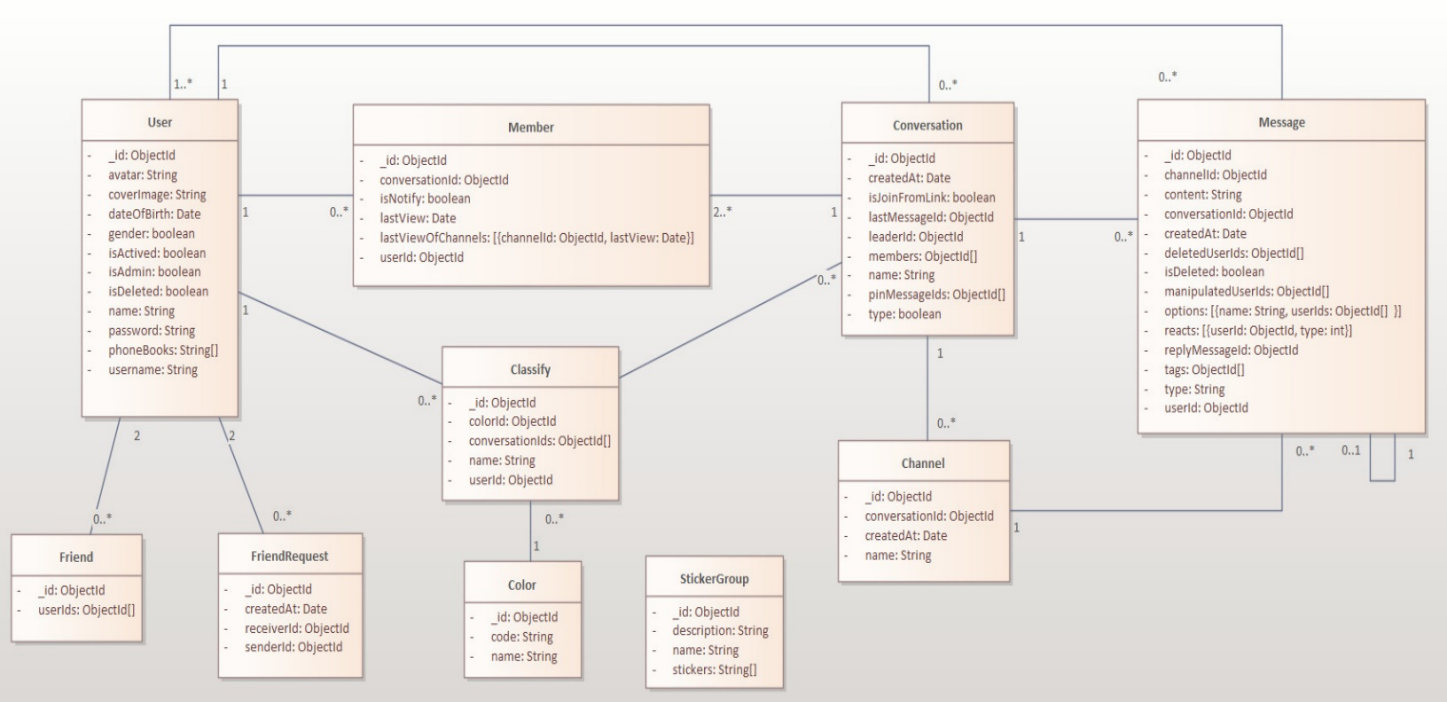 1..*
1
0..*
0..*
User
- _id: ObjectId
- avatar: String
- coverImage: String
- dateOfBirth: Date
- gender: boolean
- isActived: boolean
- isAdmin: boolean
- isDeleted: boolean
- name: String
- password: String
- phoneBooks: String[]
- username: String
1
0..*
Member
- _id: ObjectId
- conversationId: ObjectId
- isNotify: boolean
- lastView: Date
- lastViewOfChannels: [{channelId: ObjectId, lastView: Date}]
- userId: ObjectId
2..*
1
Conversation
- _id: ObjectId
- createdAt: Date
- isJoinFromLink: boolean
- lastMessageId: ObjectId
- leaderId: ObjectId
- members: ObjectId[]
- name: String
- pinMessageIds: ObjectId[]
- type: boolean
1
0..*
Message
- _id: ObjectId
- channelId: ObjectId
- content: String
- conversationId: ObjectId
- createdAt: Date
- deletedUserIds: ObjectId[]
- isDeleted: boolean
- manipulatedUserIds: ObjectId[]
- options: [{name: String, userIds: ObjectId[] }]
- reacts: [{userId: ObjectId, type: int}]
- replyMessageId: ObjectId
- tags: ObjectId[]
- type: String
- userId: ObjectId
1
0..*
0..*
Classify
- _id: ObjectId
- colorId: ObjectId
- conversationIds: ObjectId[]
- name: String
- userId: ObjectId
1
0..*
0..*
0..1
1
2
2
0..*
0..*
0..*
1
Channel
- _id: ObjectId
- conversationId: ObjectId
- createdAt: Date
- name: String
1
Friend
- _id: ObjectId
- userIds: ObjectId[]
FriendRequest
- _id: ObjectId
- createdAt: Date
- receiverId: ObjectId
- senderId: ObjectId
Color
- _id: ObjectId
- code: String
- name: String
StickerGroup
- _id: ObjectId
- description: String
- name: String
- stickers: String[]